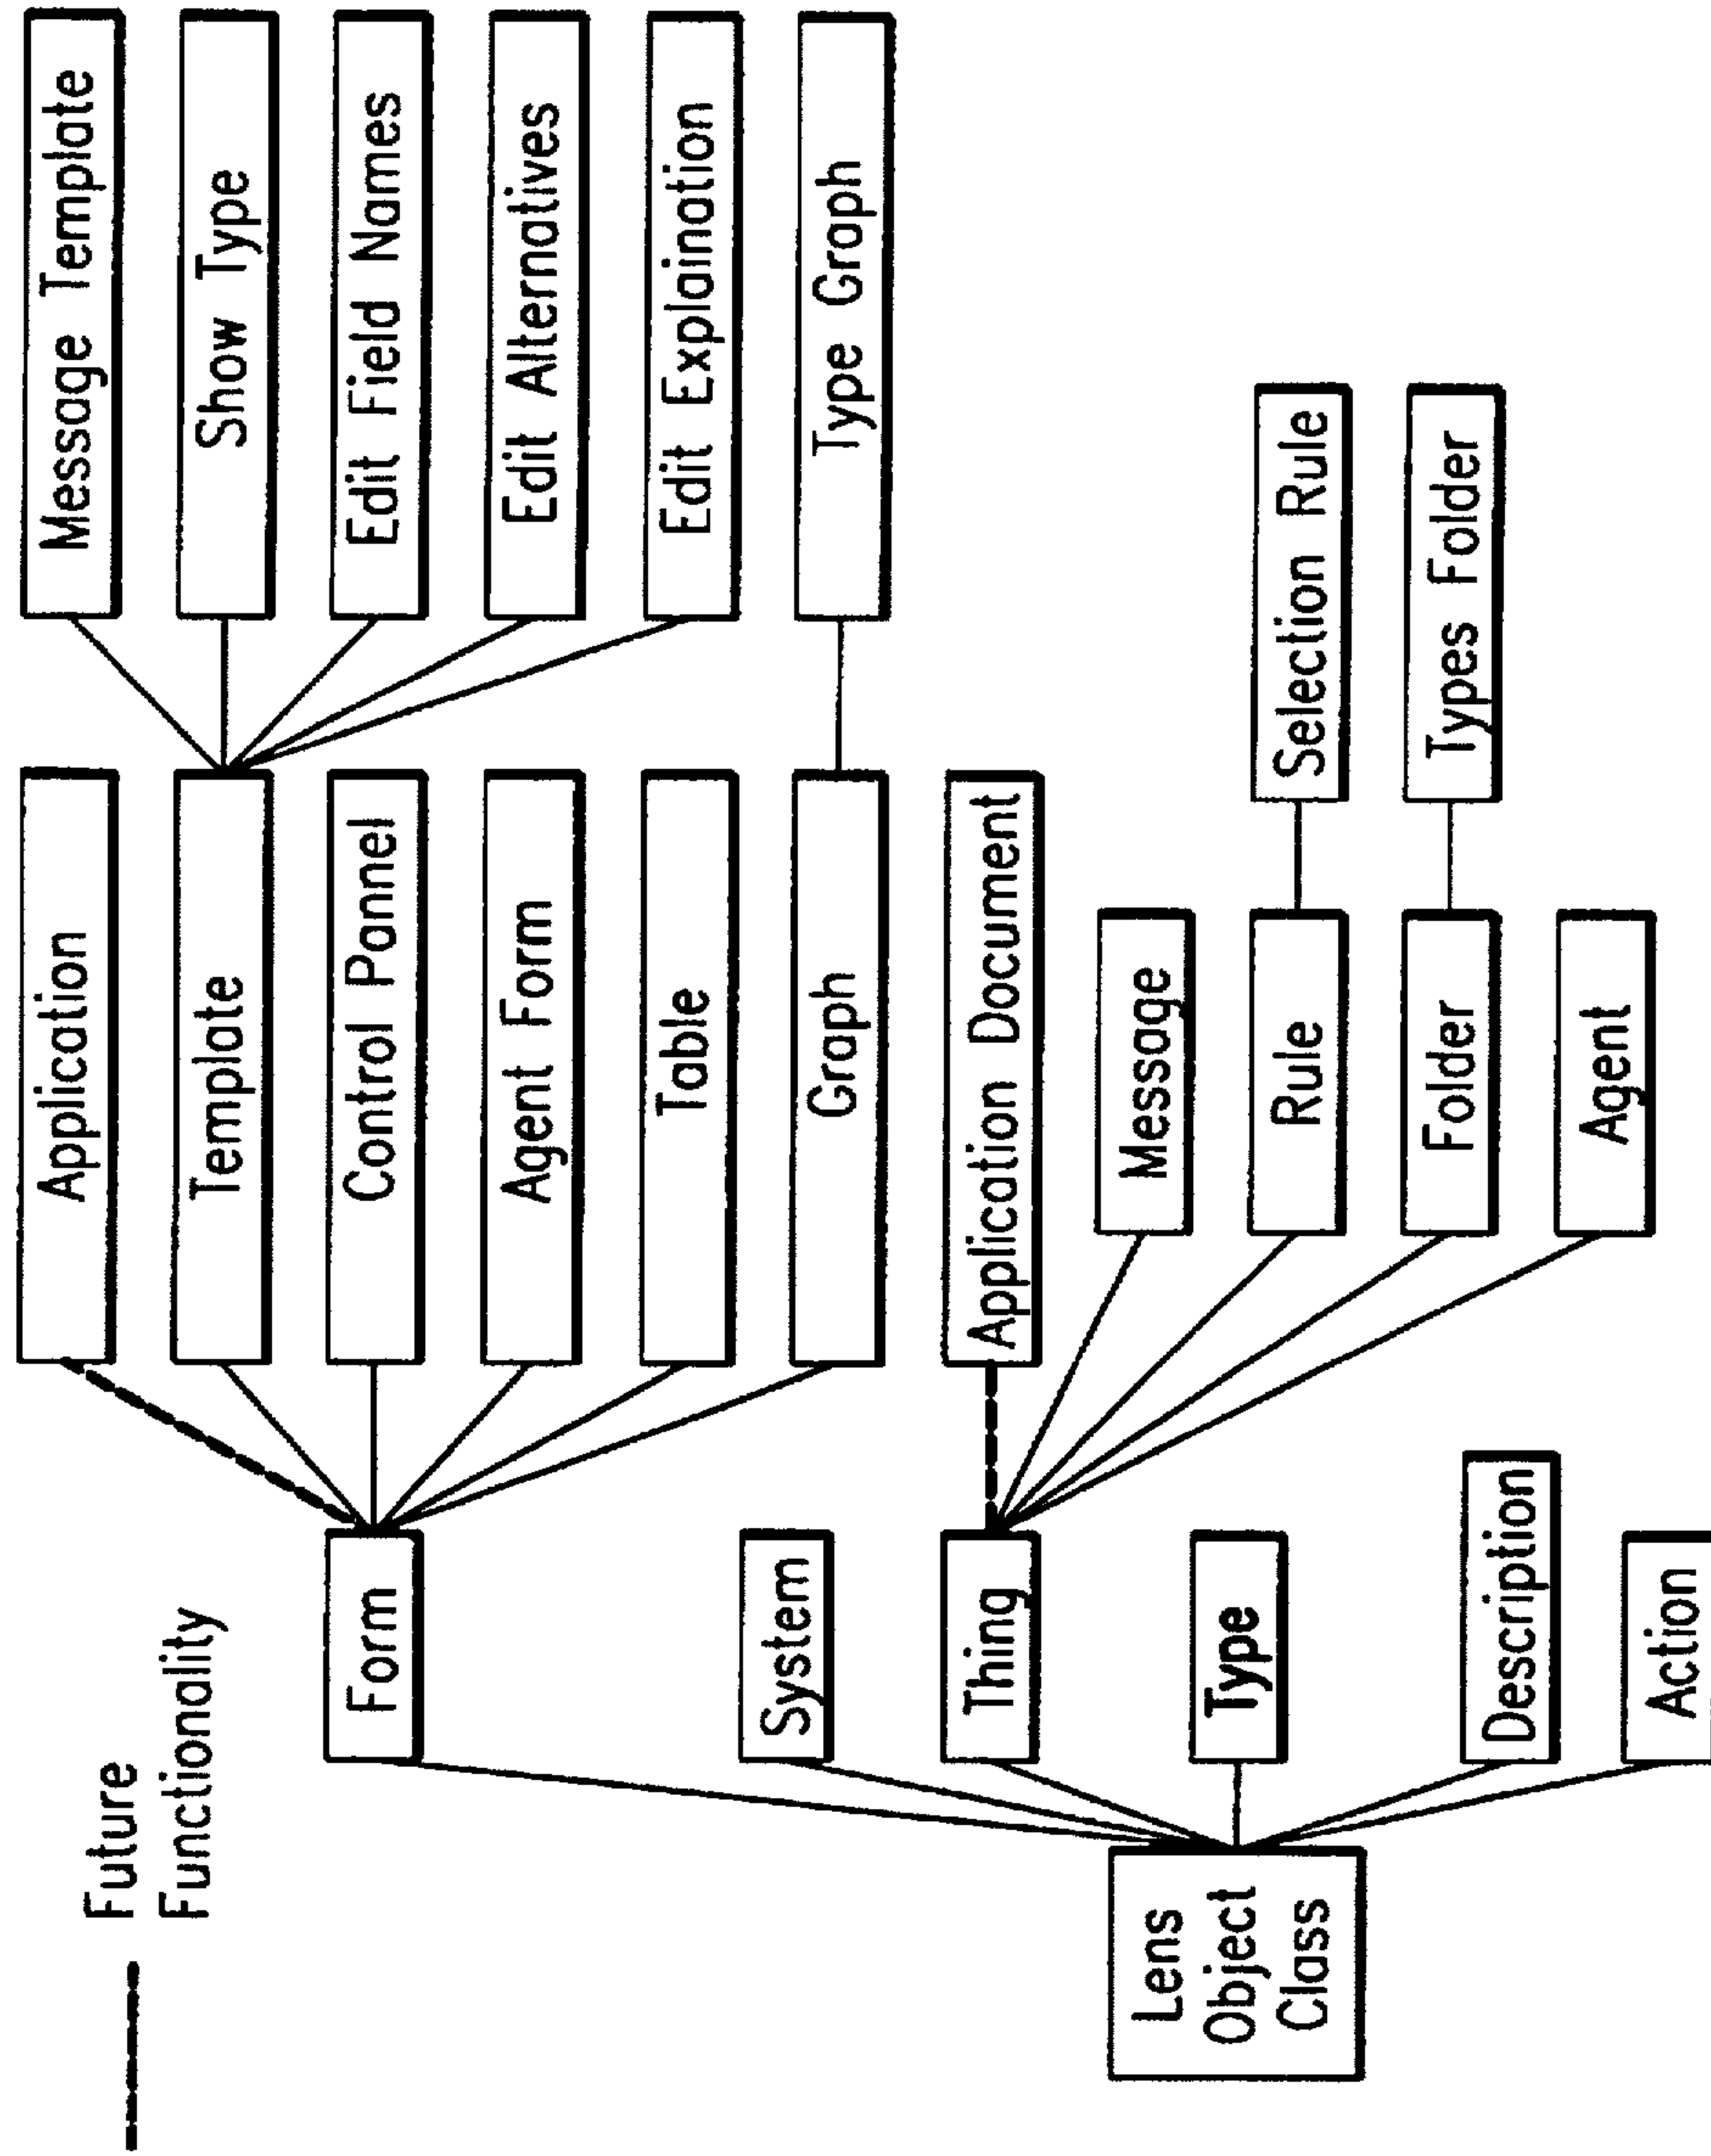 Future
Functionality
Lens
Object
Class
Form
System
Thing
Type
Description
Action
Application
Template
Control Pannel
Agent Form
Table
Graph
Application Document
Message
Rule
Folder
Agent
Message Template
Show Type
Edit Field Names
Edit Alternatives
Edit Explaination
Type Graph
Selection Rule
Types Folder